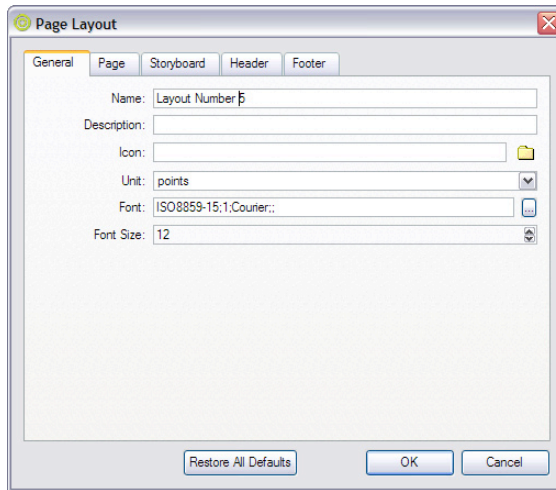 Page Layout
General Page Storyboard Header Footer
Name: Layout Number 5
Description:
Icon:
Unit: points
Font: ISO8859-15;1;Courier;; ...
Font Size: 12
Restore All Defaults OK Cancel